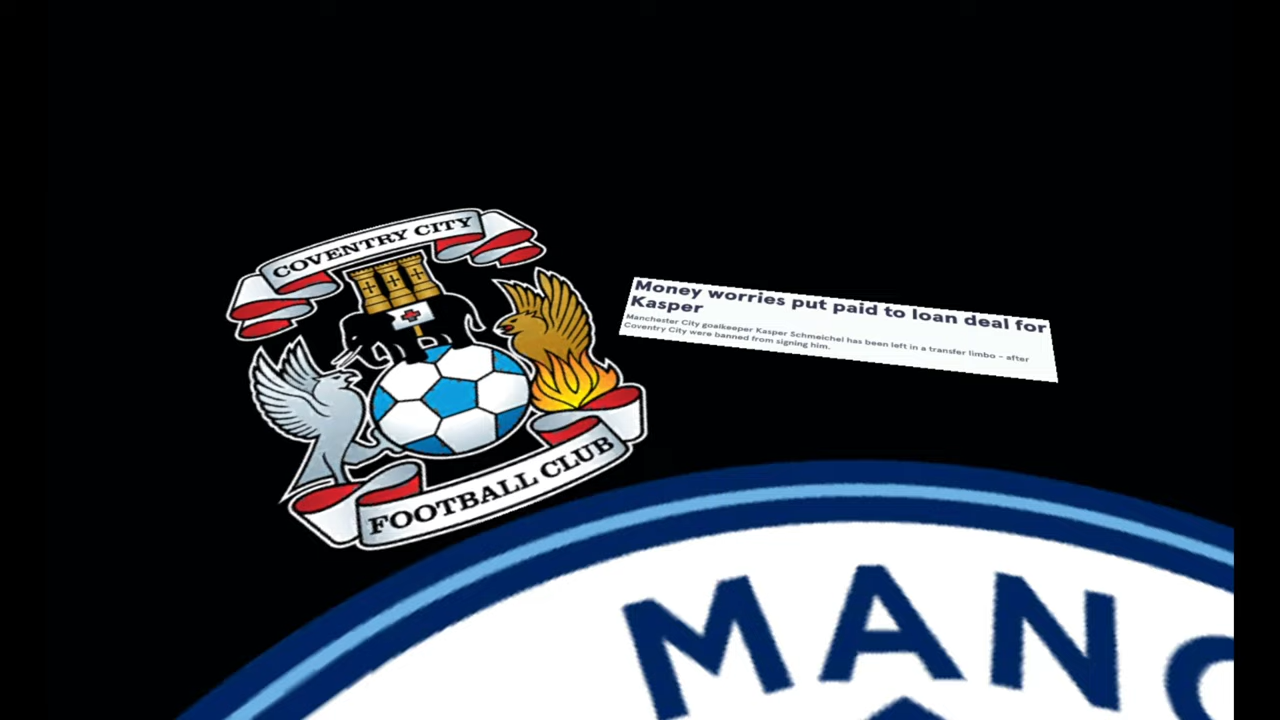 COVENTRY CITY
FOOTBALL CLUB
Money worries put paid to loan deal for
Kasper
Manchester City goalkeeper Kasper Schmeichel has been left in a transfer limbo - after
Coventry City were banned from signing him.
MANC